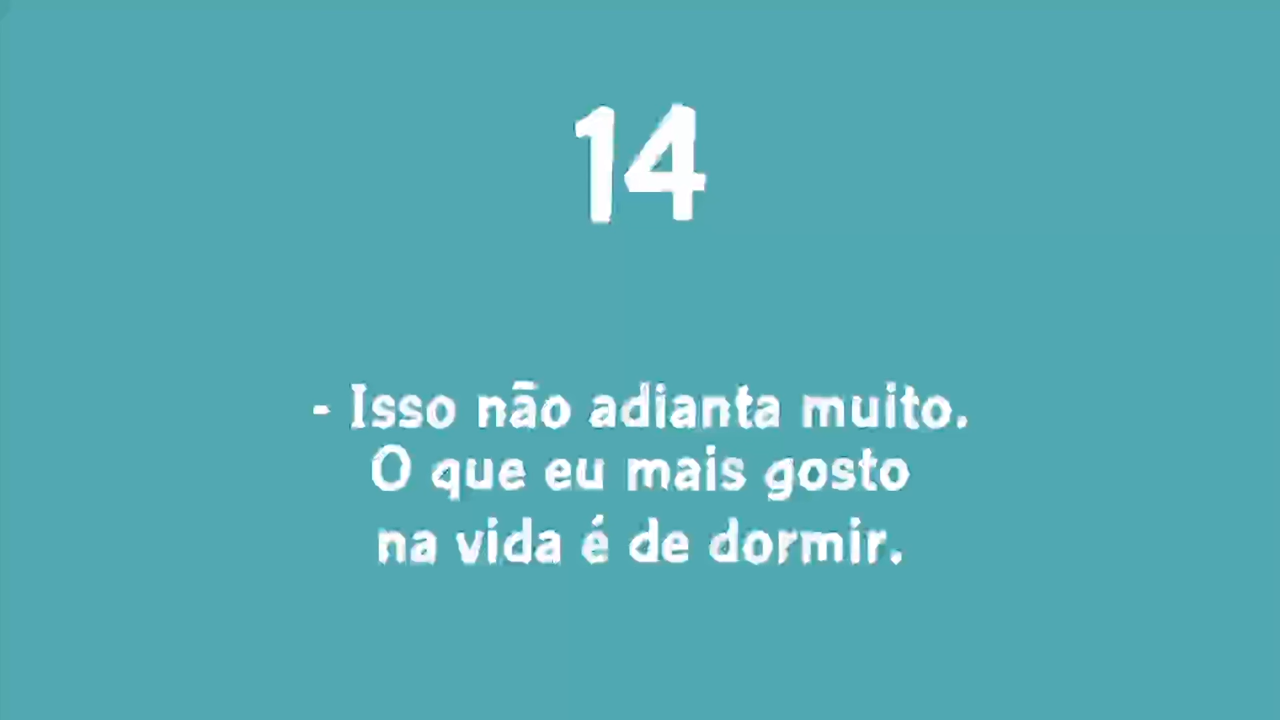 14
- Isso não adianta muito.
O que eu mais gosto
na vida é de dormir.